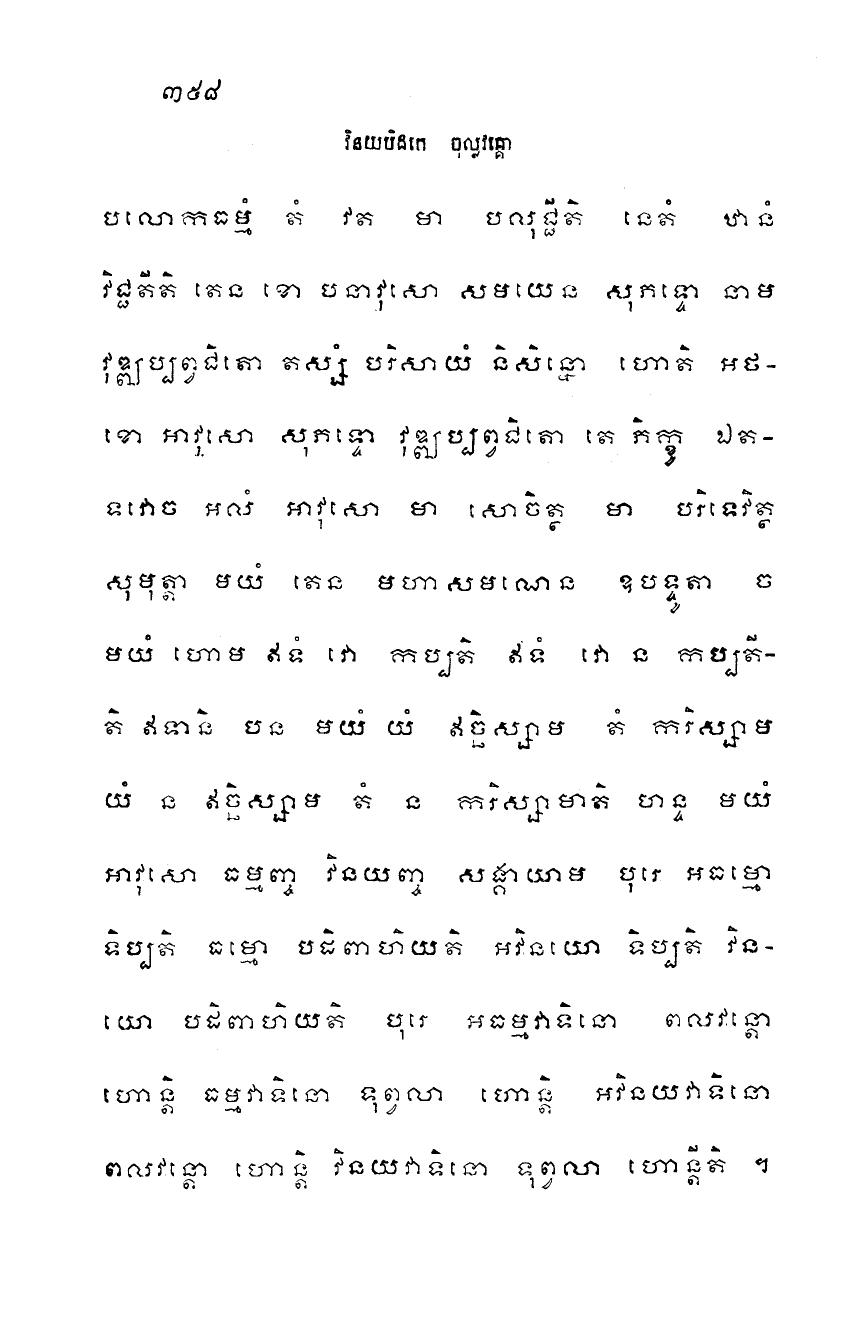 ៣៥៨
វិនយបិដកេ ចុល្លវគ្គោ
បលោកធម្មំ តំ វត មា បលុជ្ជីតិ នេតំ ឋានំ
វិជ្ជតីតិ តេន ខោ បនាវុសោ សមយេន សុភទ្ទោ នាម
វុឌ្ឍប្បព្វជិតោ តស្សំ បរិសាយំ និសិន្នោ ហោតិ អថ-
ខោ អាវុសោ សុភទ្ទោ វុឌ្ឍប្បព្វជិតោ តេ ភិក្ខូ ឯត-
ទវោច អលំ អាវុសោ មា សោចិត្ថ មា បរិទេវិត្ថ
សុមុត្តា មយំ តេន មហាសមណេន ឧបទ្ទូតា ច
មយំ ហោម ឥទំ វោ កប្បតិ ឥទំ វោ ន កប្បតី-
តិ ឥទានិ បន មយំ យំ ឥច្ឆិស្សាម តំ ករិស្សាម
យំ ន ឥច្ឆិស្សាម តំ ន ករិស្សាមាតិ ហន្ទ មយំ
អាវុសោ ធម្មញ្ច វិនយញ្ច សង្គាយាម បុរេ អធម្មោ
ទិប្បតិ ធម្មោ បដិពាហិយតិ អវិនយោ ទិប្បតិ វិន-
យោ បដិពាហិយតិ បុរេ អធម្មវាទិនោ ពលវន្តោ
ហោន្តិ ធម្មវាទិនោ ទុព្វលា ហោន្តិ អវិនយវាទិនោ
ពលវន្តោ ហោន្តិ វិនយវាទិនោ ទុព្វលា ហោន្តីតិ ។